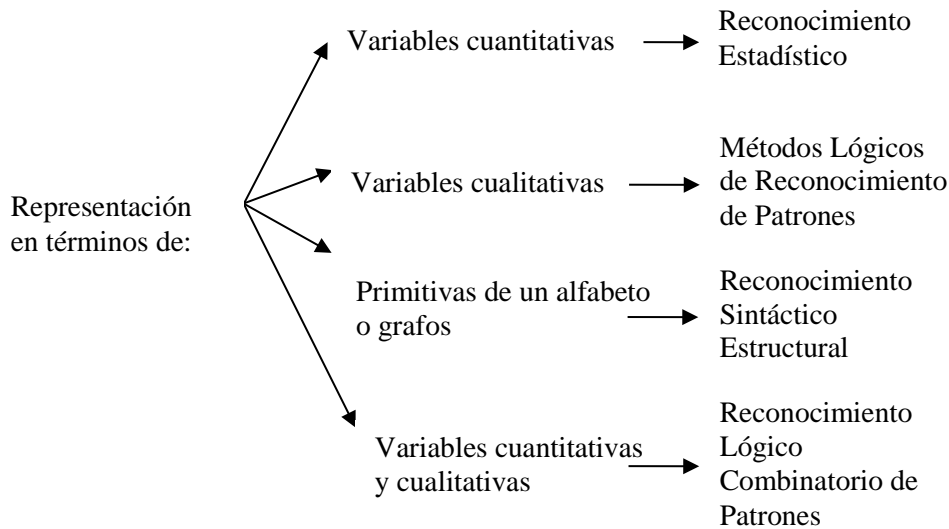 Representación
en términos de:
Variables cuantitativas
Reconocimiento
Estadístico
Variables cualitativas
Métodos Lógicos
de Reconocimiento
de Patrones
Primitivas de un alfabeto
o grafos
Reconocimiento
Sintáctico
Estructural
Variables cuantitativas
y cualitativas
Reconocimiento
Lógico
Combinatorio de
Patrones